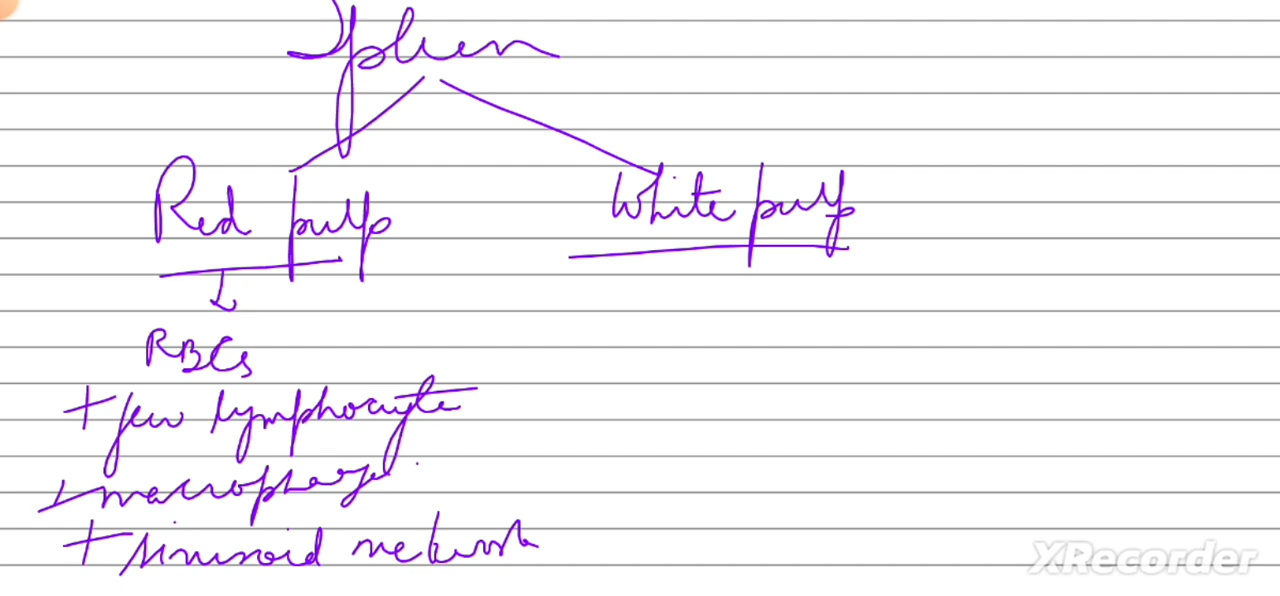 Spleen
Red pulp
White pulp
RBCs
+ few lymphocyte
+ macrophage
+ sinusoid network
XRecorder